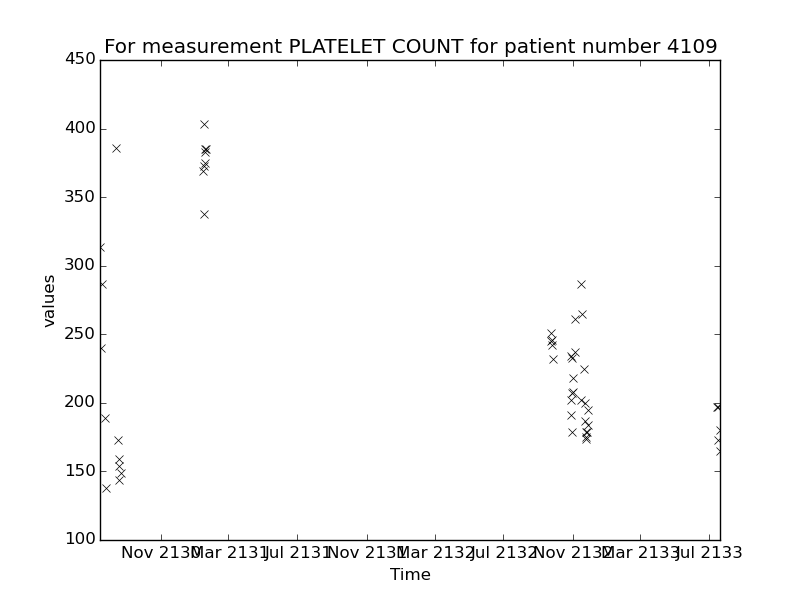 For measurement PLATELET COUNT for patient number 4109
450
400
350
300
250
200
150
100
values
Nov 2130 Mar 2131 Jul 2131 Nov 2131 Mar 2132 Jul 2132 Nov 2132 Mar 2133 Jul 2133
Time